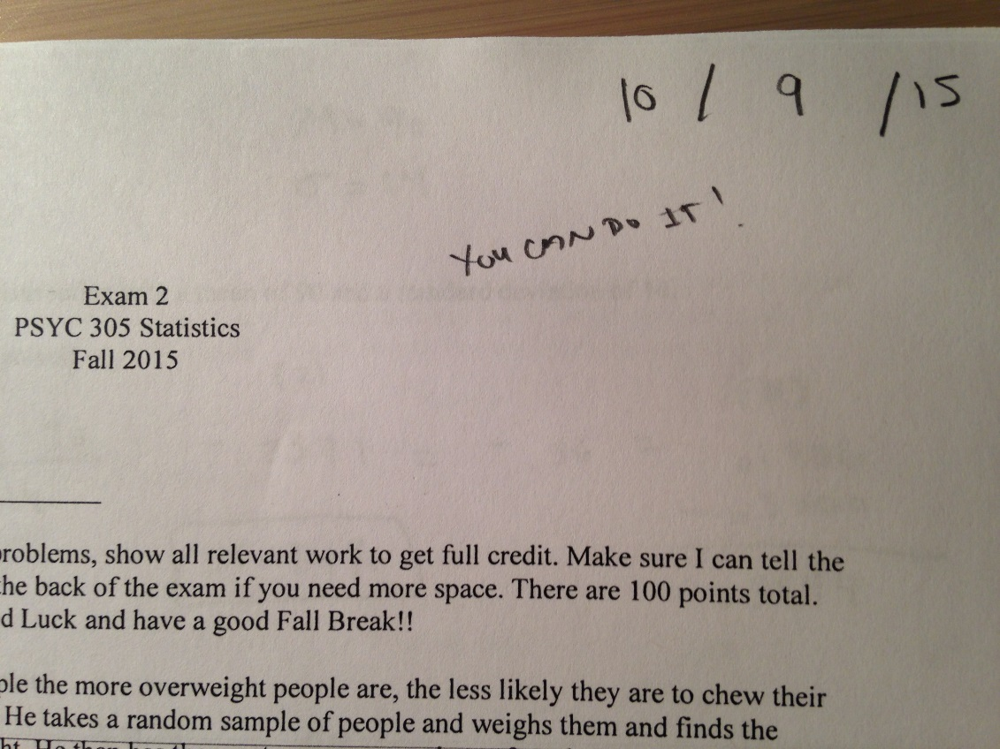 10 / 9 /15
YOU CAN DO IT!
Exam 2
PSYC 305 Statistics
Fall 2015
roblems, show all relevant work to get full credit. Make sure I can tell the
he back of the exam if you need more space. There are 100 points total.
d Luck and have a good Fall Break!!
ple the more overweight people are, the less likely they are to chew their
He takes a random sample of people and weighs them and finds the